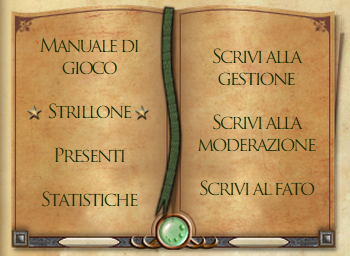 Manuale di
gioco
Strillone
Presenti
Statistiche
Scrivi alla
gestione
Scrivi alla
moderazione
Scrivi al fato